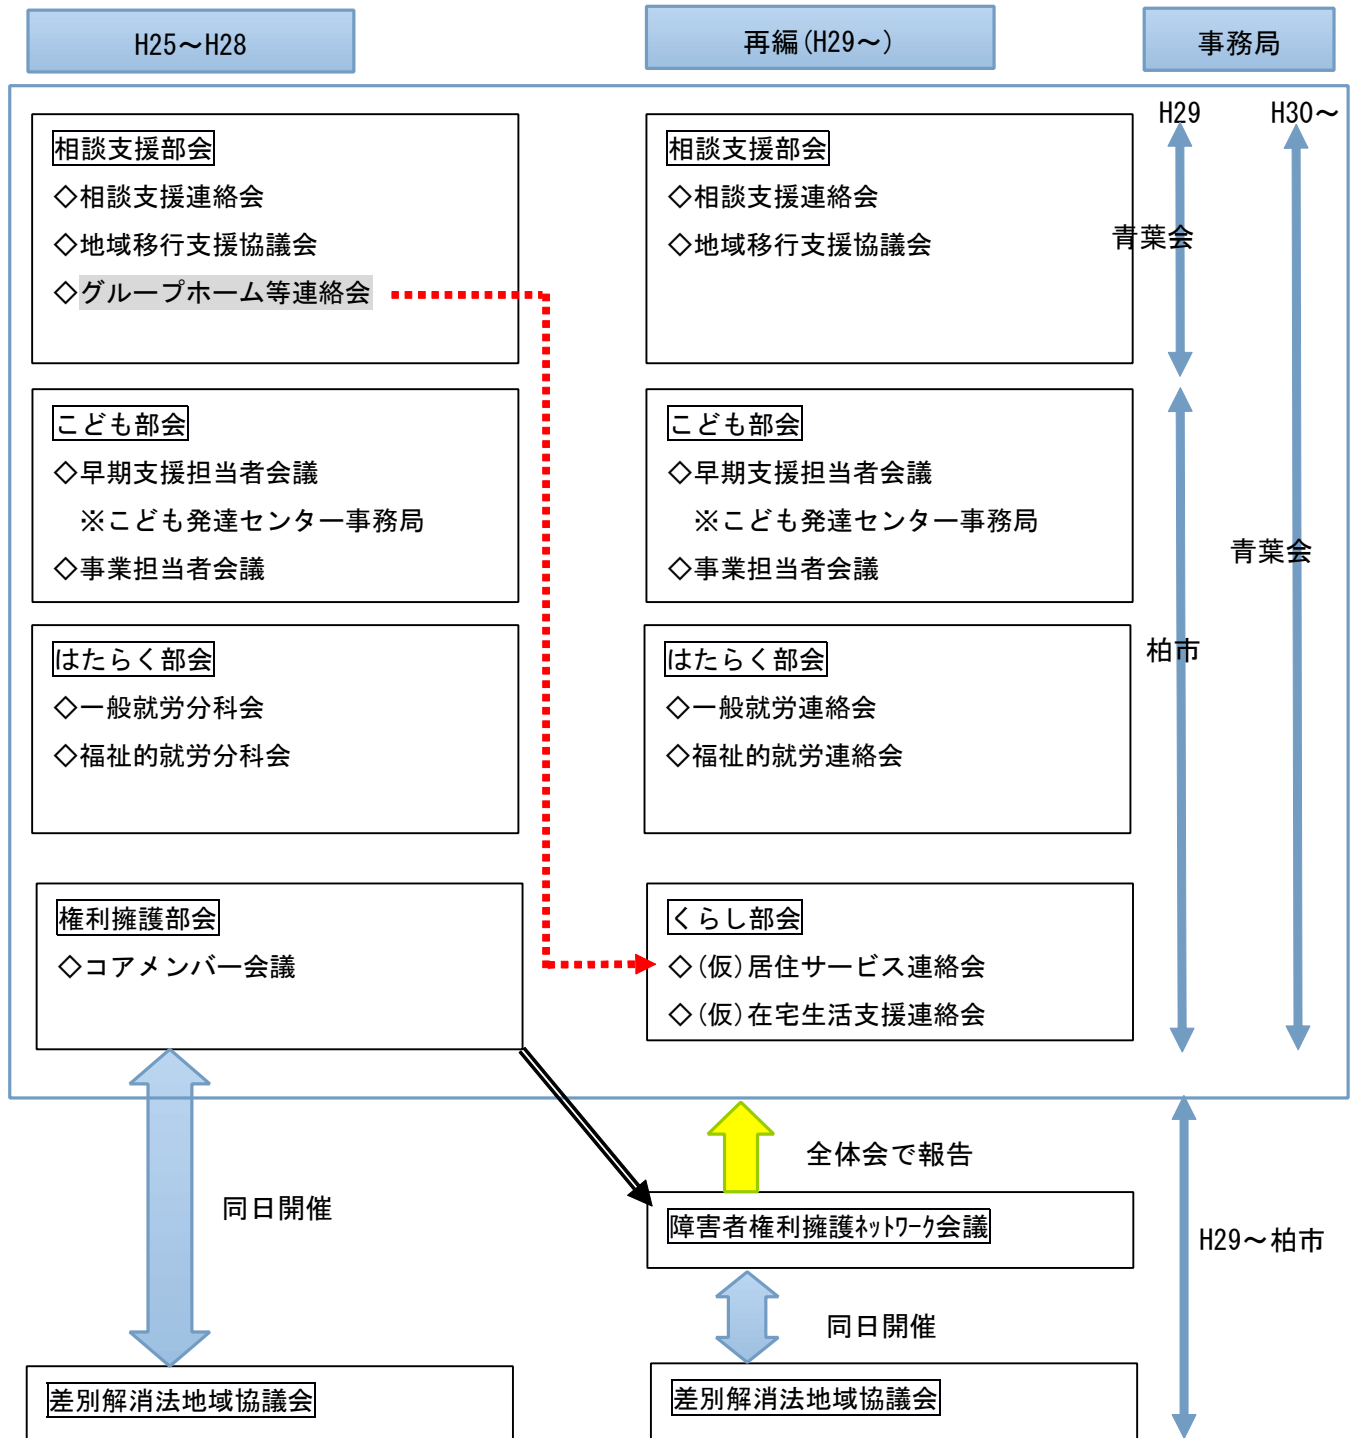 H25～H28
再編(H29～)
事務局
H29
H30～
相談支援部会
◇相談支援連絡会
◇地域移行支援協議会
◇グループホーム等連絡会
相談支援部会
◇相談支援連絡会
◇地域移行支援協議会
青葉会
こども部会
◇早期支援担当者会議
※こども発達センター事務局
◇事業担当者会議
こども部会
◇早期支援担当者会議
※こども発達センター事務局
◇事業担当者会議
青葉会
はたらく部会
◇一般就労分科会
◇福祉的就労分科会
はたらく部会
◇一般就労連絡会
◇福祉的就労連絡会
柏市
権利擁護部会
◇コアメンバー会議
くらし部会
◇(仮)居住サービス連絡会
◇(仮)在宅生活支援連絡会
全体会で報告
同日開催
障害者権利擁護ﾈｯﾄﾜｰｸ会議
H29～柏市
同日開催
差別解消法地域協議会
差別解消法地域協議会